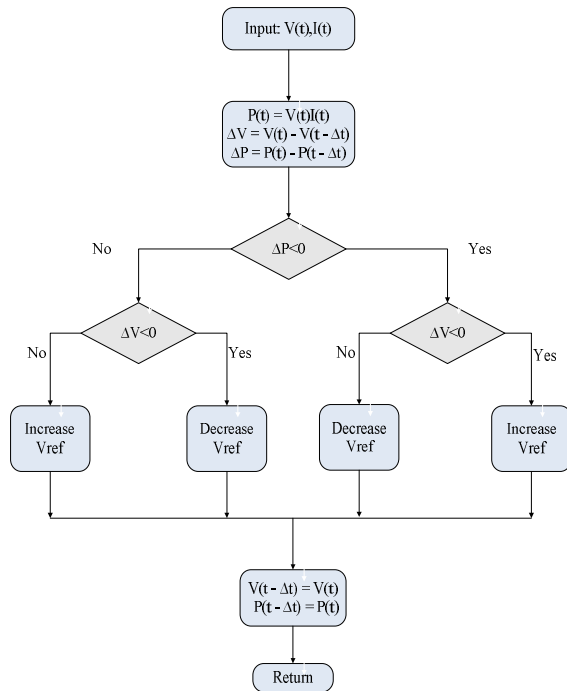 Input: V(t),I(t)
P(t) = V(t)I(t)
ΔV = V(t) - V(t - Δt)
ΔP = P(t) - P(t - Δt)
ΔP<0
No
Yes
ΔV<0
ΔV<0
No
Yes
No
Yes
Increase
Vref
Decrease
Vref
Decrease
Vref
Increase
Vref
V(t - Δt) = V(t)
P(t - Δt) = P(t)
Return